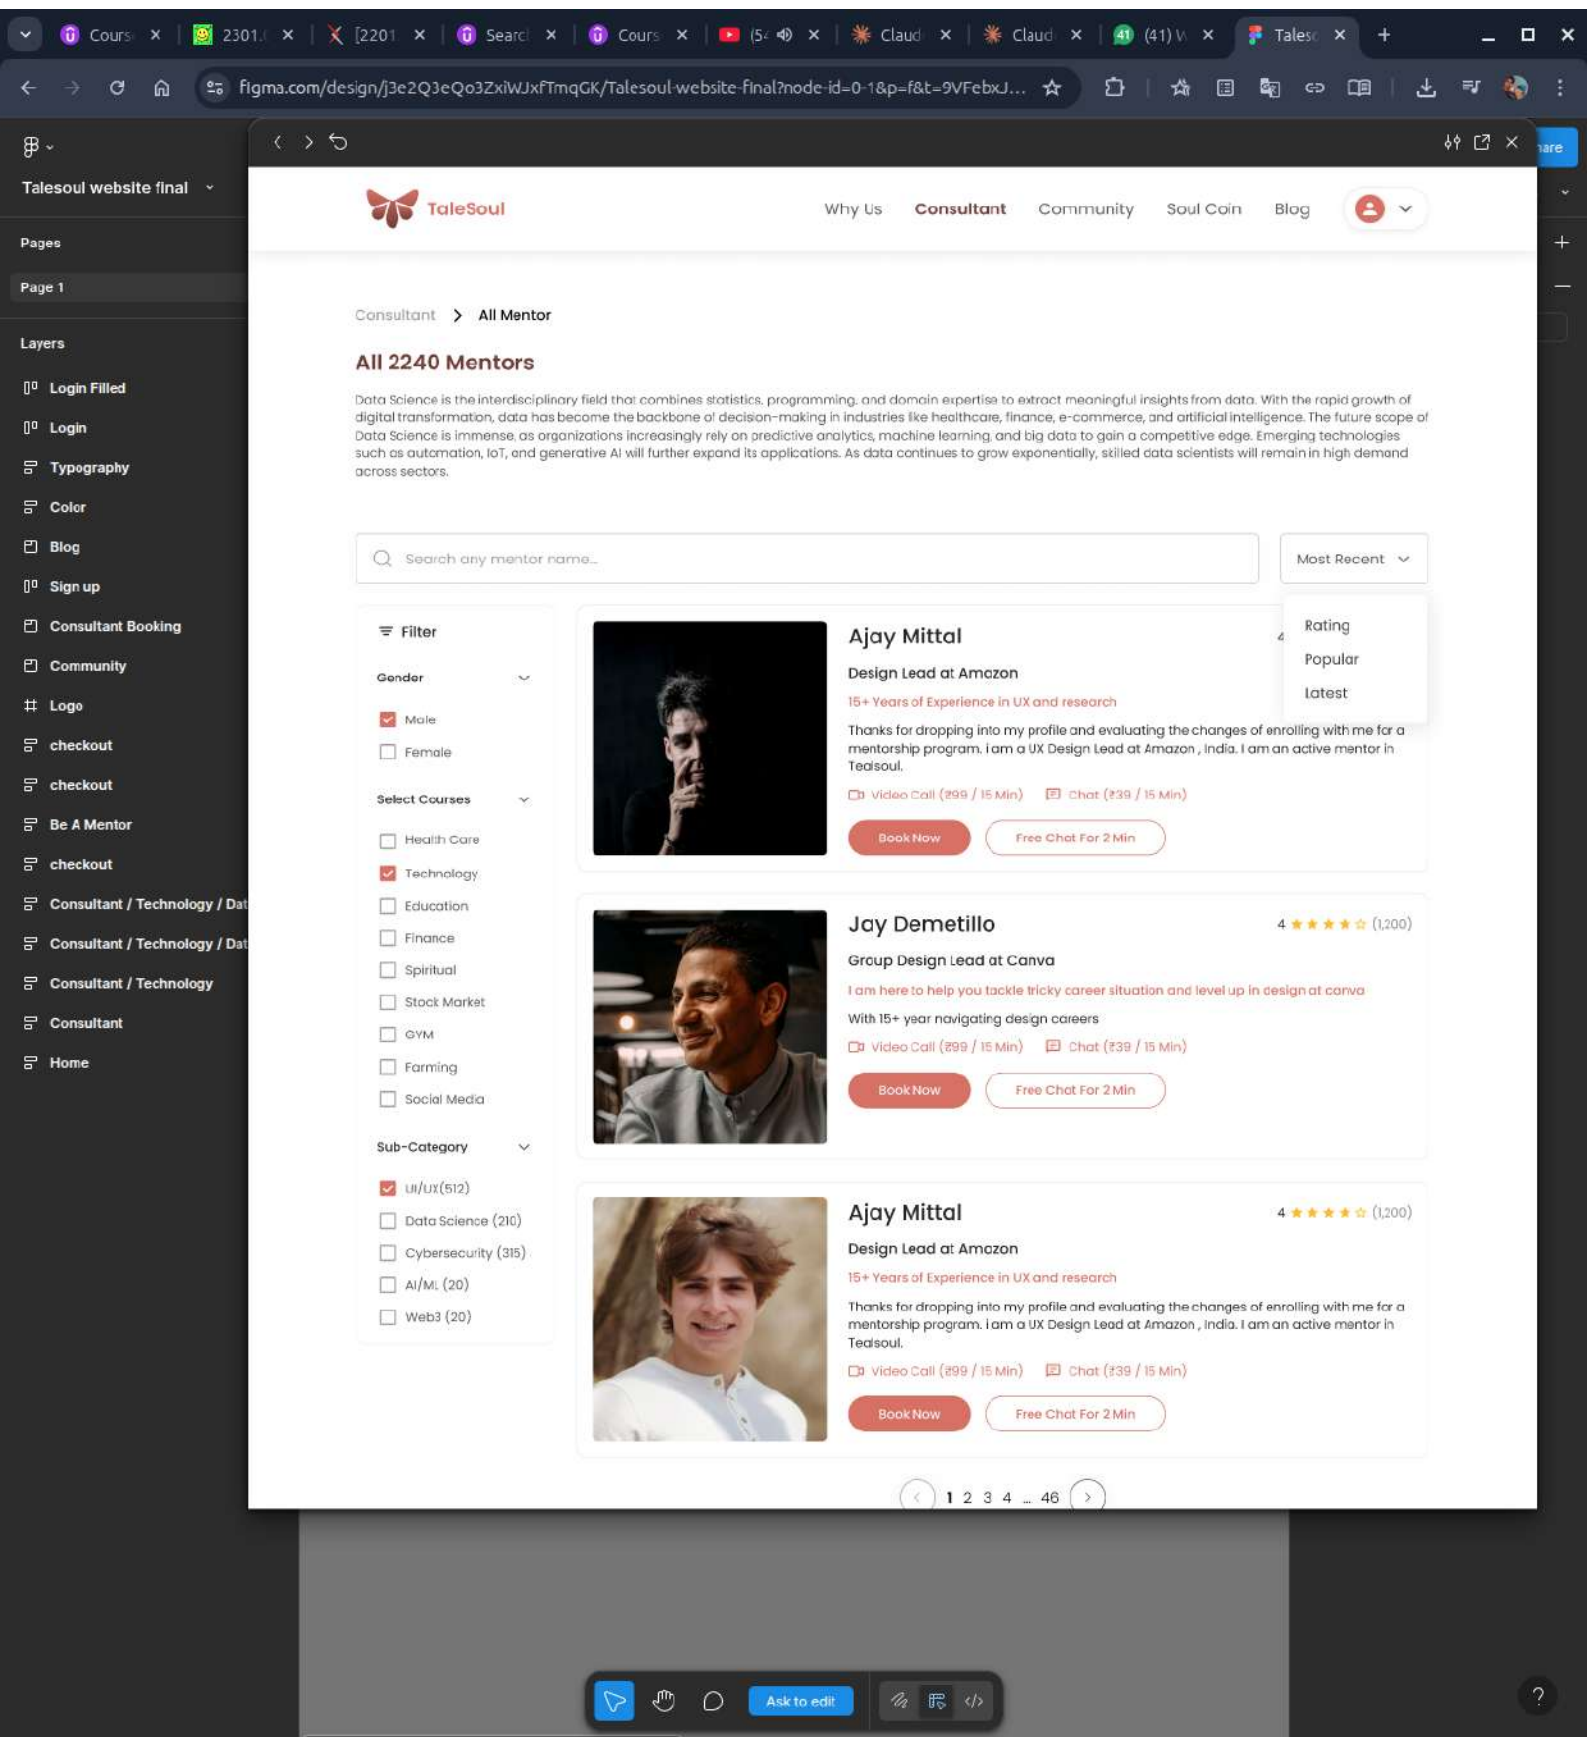 Cours
2301.
[2201
Searc
Cours
(54
Claud
Claud
(41) W
Talesc
figma.com/design/j3e2Q3eQo3ZxiWJxfTmqGK/Talesoul-website-final?node-id=0-1&p=f&t=9VFebxJ...
Talesoul website final
Pages
Page 1
Layers
Login Filled
Login
Typography
Color
Blog
Sign up
Consultant Booking
Community
Logo
checkout
checkout
Be A Mentor
checkout
Consultant / Technology / Dat
Consultant / Technology / Dat
Consultant / Technology
Consultant
Home
hare
TaleSoul
Why Us
Consultant
Community
Soul Coin
Blog
Consultant > All Mentor
All 2240 Mentors
Data Science is the interdisciplinary field that combines statistics, programming, and domain expertise to extract meaningful insights from data. With the rapid growth of
digital transformation, data has become the backbone of decision-making in industries like healthcare, finance, e-commerce, and artificial intelligence. The future scope of
Data Science is immense, as organizations increasingly rely on predictive analytics, machine learning, and big data to gain a competitive edge. Emerging technologies
such as automation, IoT, and generative AI will further expand its applications. As data continues to grow exponentially, skilled data scientists will remain in high demand
across sectors.
Search any mentor name...
Most Recent
Rating
Popular
Latest
Filter
Gender
Male
Female
Select Courses
Health Care
Technology
Education
Finance
Spiritual
Stock Market
GYM
Farming
Social Media
Sub-Category
UI/UX(512)
Data Science (210)
Cybersecurity (315)
AI/ML (20)
Web3 (20)
Ajay Mittal
4
Design Lead at Amazon
15+ Years of Experience in UX and research
Thanks for dropping into my profile and evaluating the changes of enrolling with me for a
mentorship program. i am a UX Design Lead at Amazon , India. I am an active mentor in
Tealsoul.
Video Call (₹99 / 15 Min)
Chat (₹39 / 15 Min)
Book Now
Free Chat For 2 Min
Jay Demetillo
4 (1,200)
Group Design Lead at Canva
I am here to help you tackle tricky career situation and level up in design at canva
With 15+ year navigating design careers
Video Call (₹99 / 15 Min)
Chat (₹39 / 15 Min)
Book Now
Free Chat For 2 Min
Ajay Mittal
4 (1,200)
Design Lead at Amazon
15+ Years of Experience in UX and research
Thanks for dropping into my profile and evaluating the changes of enrolling with me for a
mentorship program. i am a UX Design Lead at Amazon , India. I am an active mentor in
Tealsoul.
Video Call (₹99 / 15 Min)
Chat (₹39 / 15 Min)
Book Now
Free Chat For 2 Min
< 1 2 3 4 ... 46 >
Ask to edit